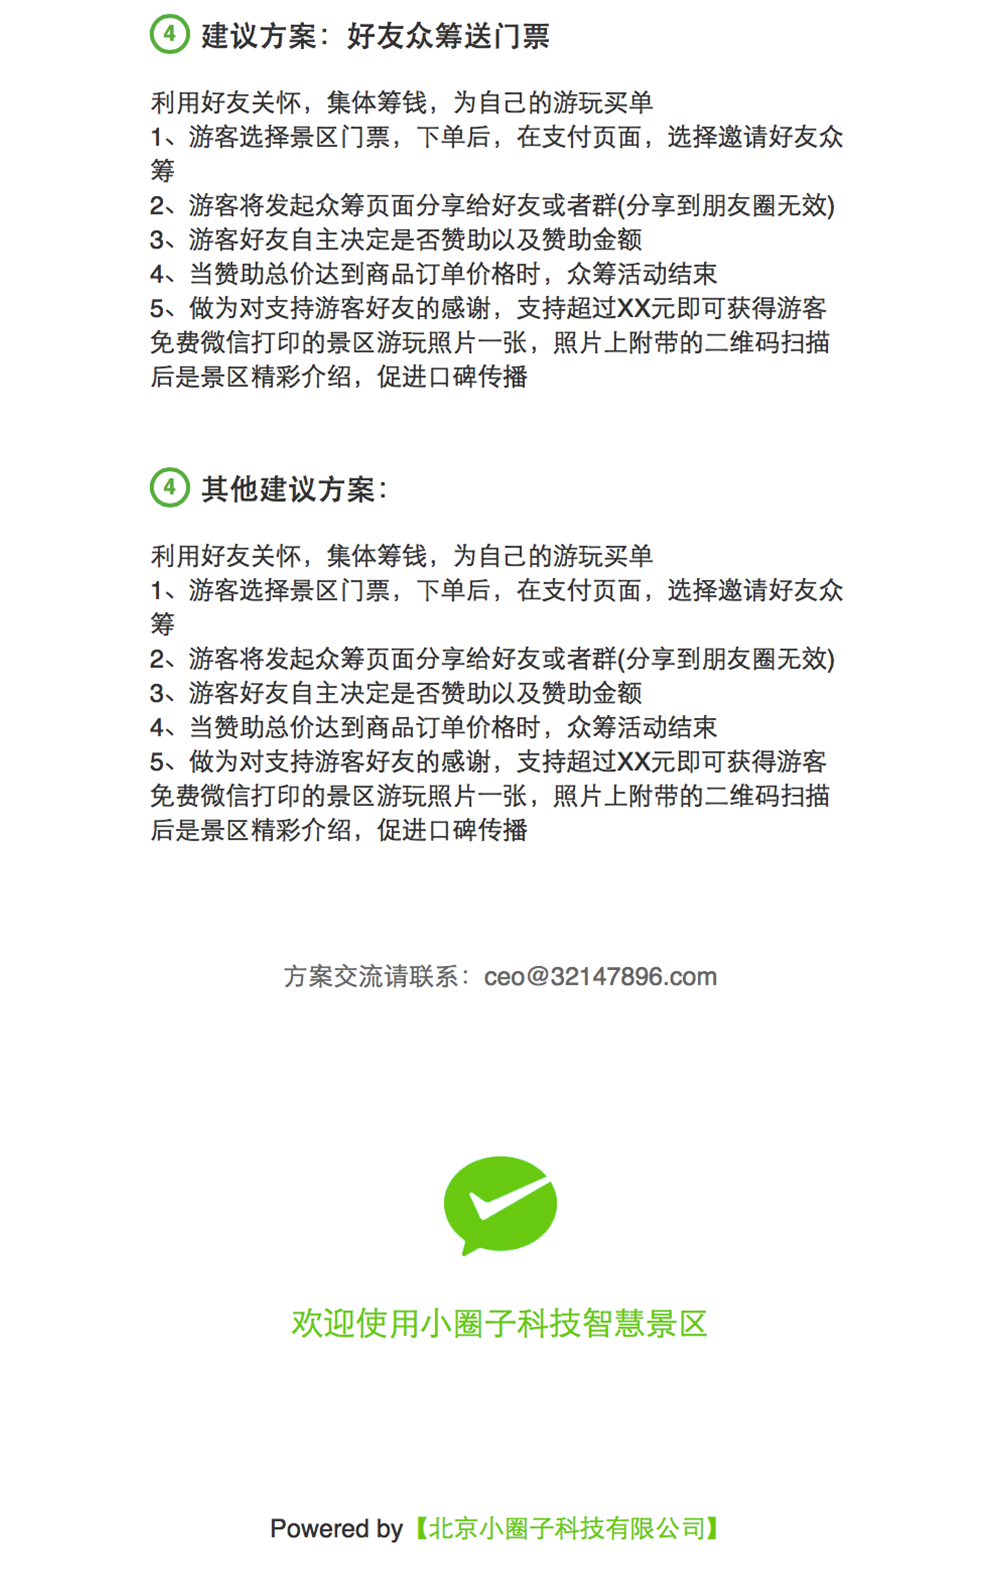 4 建议方案：好友众筹送门票
利用好友关怀，集体筹钱，为自己的游玩买单
1、游客选择景区门票，下单后，在支付页面，选择邀请好友众
筹
2、游客将发起众筹页面分享给好友或者群(分享到朋友圈无效)
3、游客好友自主决定是否赞助以及赞助金额
4、当赞助总价达到商品订单价格时，众筹活动结束
5、做为对支持游客好友的感谢，支持超过XX元即可获得游客
免费微信打印的景区游玩照片一张，照片上附带的二维码扫描
后是景区精彩介绍，促进口碑传播
4 其他建议方案：
利用好友关怀，集体筹钱，为自己的游玩买单
1、游客选择景区门票，下单后，在支付页面，选择邀请好友众
筹
2、游客将发起众筹页面分享给好友或者群(分享到朋友圈无效)
3、游客好友自主决定是否赞助以及赞助金额
4、当赞助总价达到商品订单价格时，众筹活动结束
5、做为对支持游客好友的感谢，支持超过XX元即可获得游客
免费微信打印的景区游玩照片一张，照片上附带的二维码扫描
后是景区精彩介绍，促进口碑传播
方案交流请联系：ceo@32147896.com
欢迎使用小圈子科技智慧景区
Powered by【北京小圈子科技有限公司】